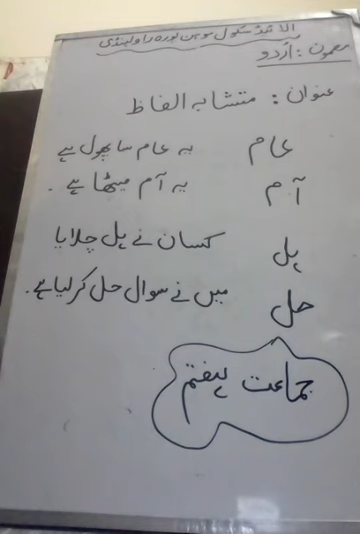 الائیڈ سکول موہن پورہ راولپنڈی
مضمون : اُردو
عنوان : متشابہ الفاظ
عام یہ عام سا پھول ہے
آم یہ آم میٹھا ہے ۔
ہل کسان نے ہل چلایا
حل میں نے سوال حل کر لیا ہے۔
جماعت ہفتم